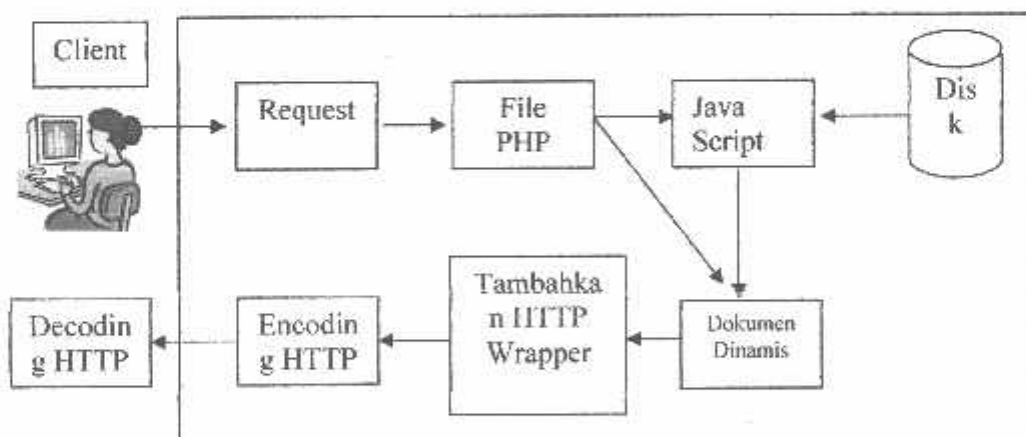 Client
Request
File
PHP
Java
Script
Dis
k
Decodin
g HTTP
Encodin
g HTTP
Tambahka
n HTTP
Wrapper
Dokumen
Dinamis